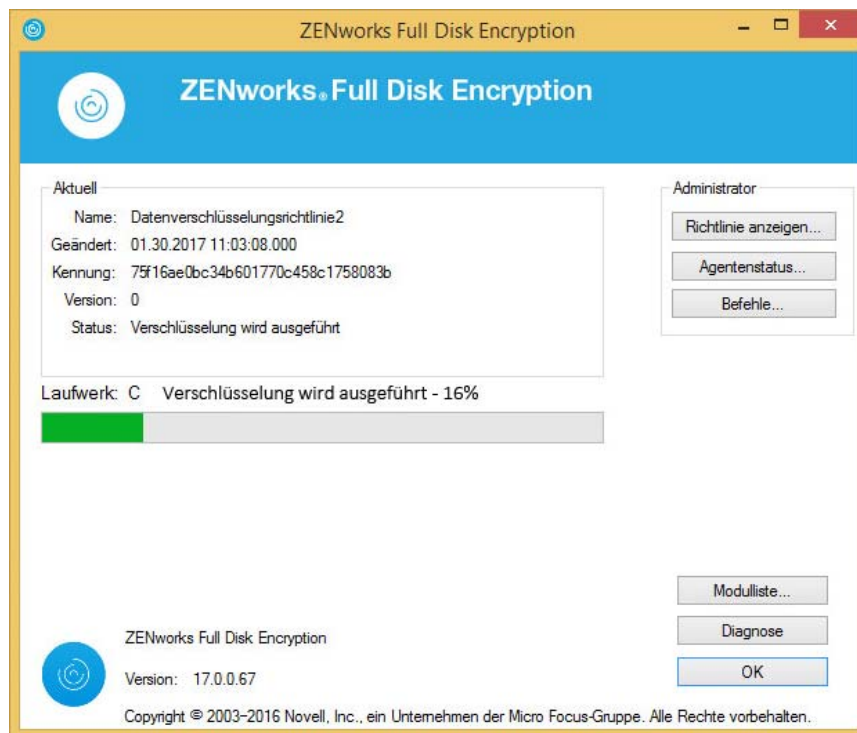 ZENworks Full Disk Encryption
ZENworks® Full Disk Encryption
Aktuell
Name: Datenverschlüsselungsrichtlinie2
Geändert: 01.30.2017 11:03:08.000
Kennung: 75f16ae0bc34b601770c458c1758083b
Version: 0
Status: Verschlüsselung wird ausgeführt
Administrator
Richtlinie anzeigen...
Agentenstatus...
Befehle...
Laufwerk: C Verschlüsselung wird ausgeführt - 16%
Modulliste...
Diagnose
OK
ZENworks Full Disk Encryption
Version: 17.0.0.67
Copyright © 2003-2016 Novell, Inc., ein Unternehmen der Micro Focus-Gruppe. Alle Rechte vorbehalten.